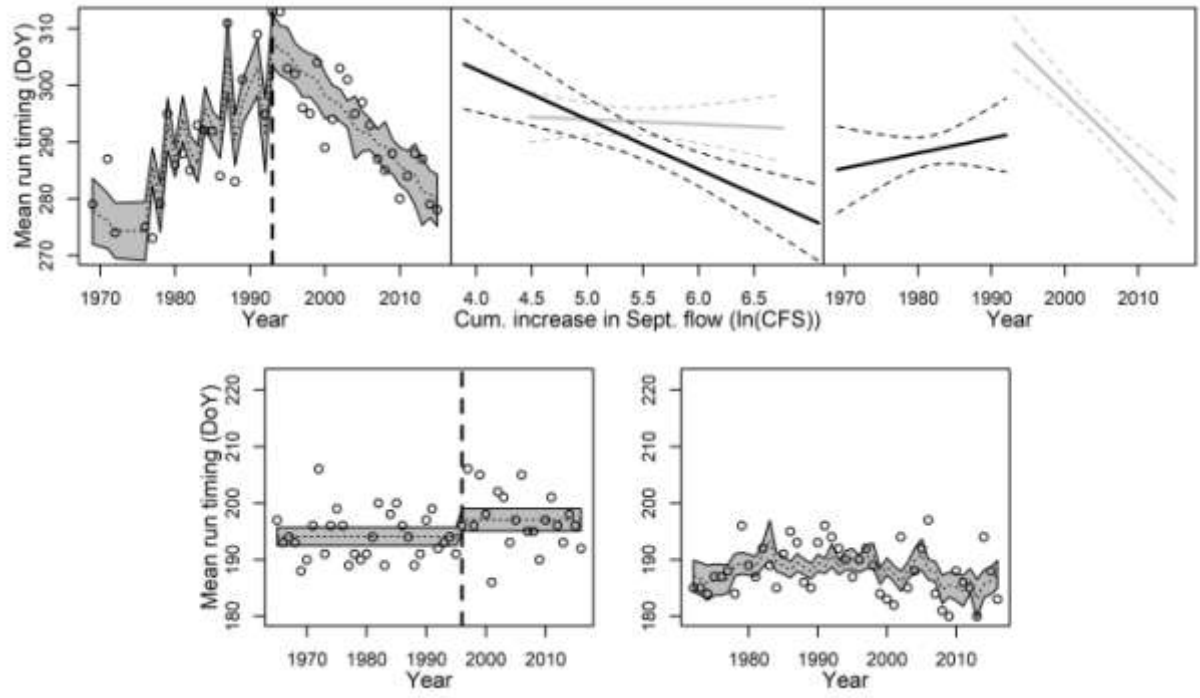 Mean run timing (DoY)
270 280 290 300 310
1970 1980 1990 2000 2010
Year
4.0 4.5 5.0 5.5 6.0 6.5
Cum. increase in Sept. flow (ln(CFS))
1970 1980 1990 2000 2010
Year
Mean run timing (DoY)
180 190 200 210 220
1970 1980 1990 2000 2010
Year
180 190 200 210 220
1980 1990 2000 2010
Year